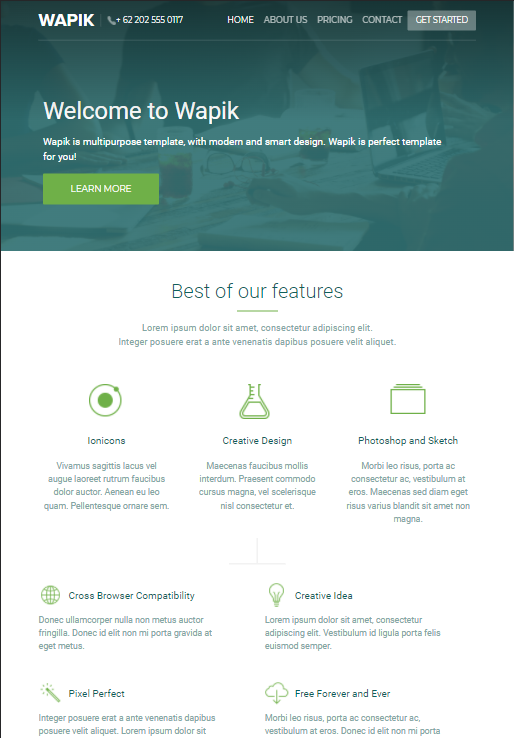 WAPIK + 62 202 555 0117 HOME ABOUT US PRICING CONTACT GET STARTED
Welcome to Wapik
Wapik is multipurpose template, with modern and smart design. Wapik is perfect template
for you!
LEARN MORE
Best of our features
Lorem ipsum dolor sit amet, consectetur adipiscing elit.
Integer posuere erat a ante venenatis dapibus posuere velit aliquet.
Ionicons
Vivamus sagittis lacus vel
augue laoreet rutrum faucibus
dolor auctor. Aenean eu leo
quam. Pellentesque ornare sem.
Creative Design
Maecenas faucibus mollis
interdum. Praesent commodo
cursus magna, vel scelerisque
nisl consectetur et.
Photoshop and Sketch
Morbi leo risus, porta ac
consectetur ac, vestibulum at
eros. Maecenas sed diam eget
risus varius blandit sit amet non
magna.
Cross Browser Compatibility
Donec ullamcorper nulla non metus auctor
fringilla. Donec id elit non mi porta gravida at
eget metus.
Creative Idea
Lorem ipsum dolor sit amet, consectetur
adipiscing elit. Vestibulum id ligula porta felis
euismod semper.
Pixel Perfect
Integer posuere erat a ante venenatis dapibus
posuere velit aliquet. Lorem ipsum dolor sit
Free Forever and Ever
Morbi leo risus, porta ac consectetur ac,
vestibulum at eros. Donec id elit non mi porta